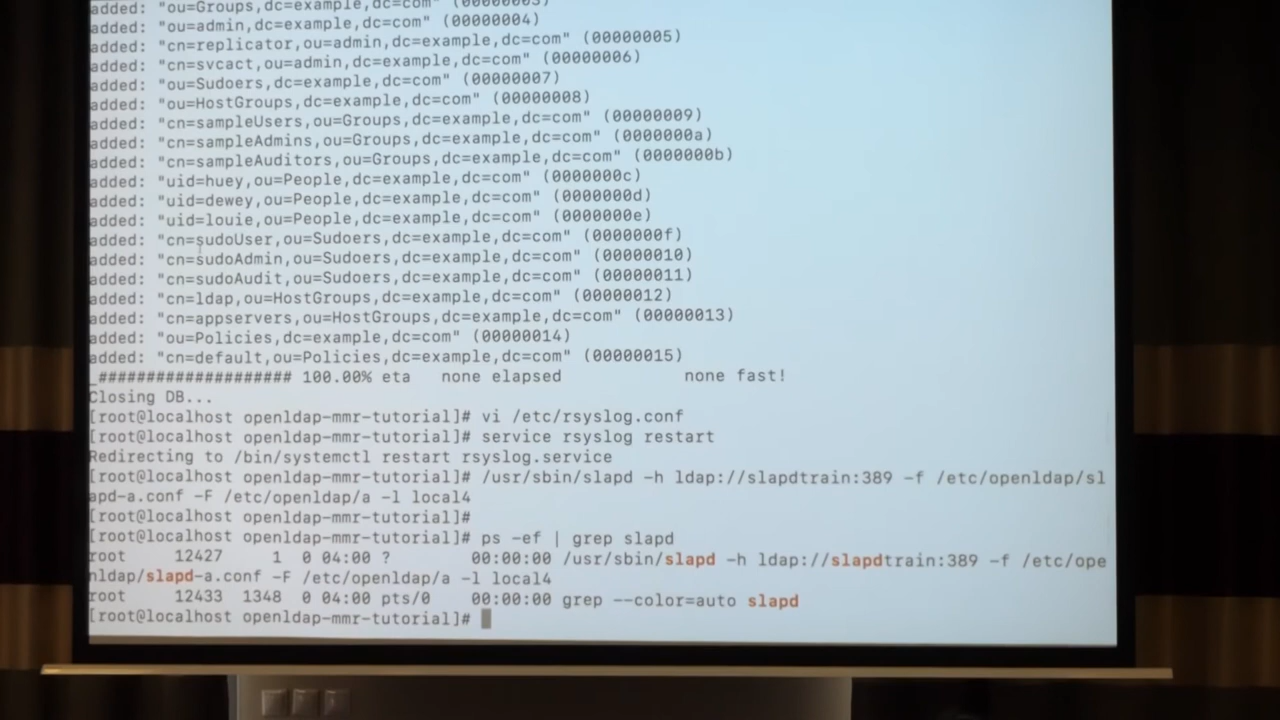 added: "ou=Groups,dc=example,dc=com" (00000003)
added: "ou=admin,dc=example,dc=com" (00000004)
added: "cn=replicator,ou=admin,dc=example,dc=com" (00000005)
added: "cn=svcact,ou=admin,dc=example,dc=com" (00000006)
added: "ou=Sudoers,dc=example,dc=com" (00000007)
added: "ou=HostGroups,dc=example,dc=com" (00000008)
added: "cn=sampleUsers,ou=Groups,dc=example,dc=com" (00000009)
added: "cn=sampleAdmins,ou=Groups,dc=example,dc=com" (0000000a)
added: "cn=sampleAuditors,ou=Groups,dc=example,dc=com" (0000000b)
added: "uid=huey,ou=People,dc=example,dc=com" (0000000c)
added: "uid=dewey,ou=People,dc=example,dc=com" (0000000d)
added: "uid=louie,ou=People,dc=example,dc=com" (0000000e)
added: "cn=sudoUser,ou=Sudoers,dc=example,dc=com" (0000000f)
added: "cn=sudoAdmin,ou=Sudoers,dc=example,dc=com" (00000010)
added: "cn=sudoAudit,ou=Sudoers,dc=example,dc=com" (00000011)
added: "cn=ldap,ou=HostGroups,dc=example,dc=com" (00000012)
added: "cn=appservers,ou=HostGroups,dc=example,dc=com" (00000013)
added: "ou=Policies,dc=example,dc=com" (00000014)
added: "cn=default,ou=Policies,dc=example,dc=com" (00000015)
_#################### 100.00% eta   none elapsed             none fast!
Closing DB...
[root@localhost openldap-mmr-tutorial]# vi /etc/rsyslog.conf
[root@localhost openldap-mmr-tutorial]# service rsyslog restart
Redirecting to /bin/systemctl restart rsyslog.service
[root@localhost openldap-mmr-tutorial]# /usr/sbin/slapd -h ldap://slapdtrain:389 -f /etc/openldap/sl
apd-a.conf -F /etc/openldap/a -l local4
[root@localhost openldap-mmr-tutorial]#
[root@localhost openldap-mmr-tutorial]# ps -ef | grep slapd
root     12427     1  0 04:00 ?        00:00:00 /usr/sbin/slapd -h ldap://slapdtrain:389 -f /etc/ope
nldap/slapd-a.conf -F /etc/openldap/a -l local4
root     12433  1348  0 04:00 pts/0    00:00:00 grep --color=auto slapd
[root@localhost openldap-mmr-tutorial]#